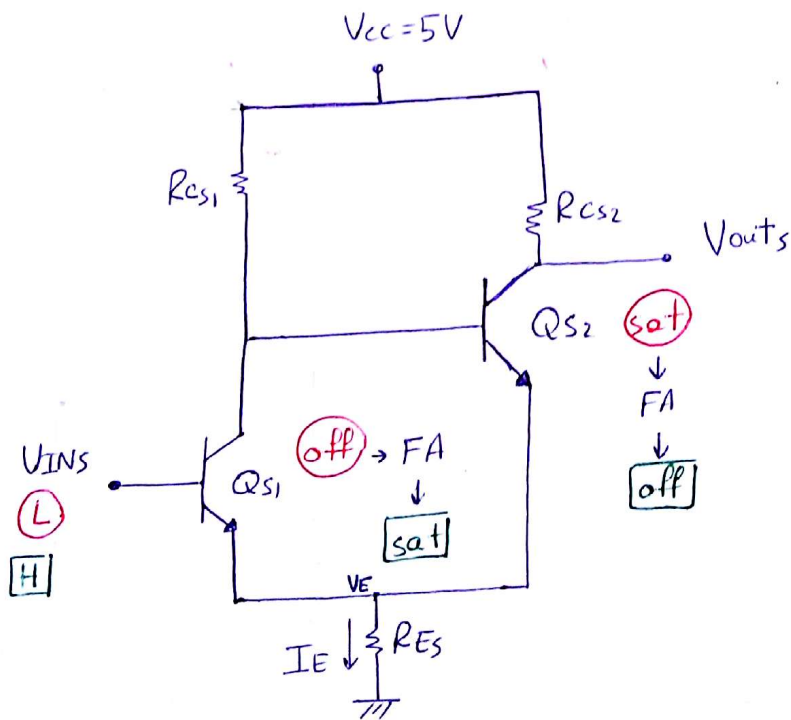 Vcc=5V
RCS1
RCS2
Vouts
QS2
sat
↓
FA
↓
off
off → FA
↓
sat
VINS
L
H
QS1
VE
IE ↓
RES